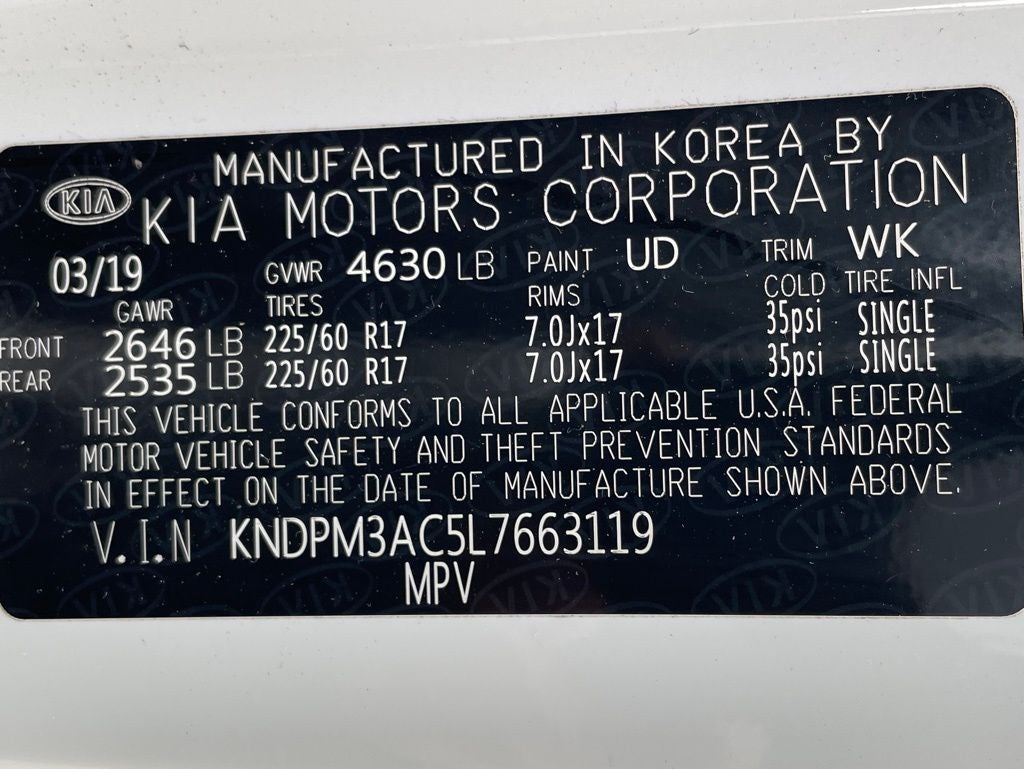 MANUFACTURED IN KOREA BY
KIA KIA MOTORS CORPORATION
03/19 GVWR 4630 LB PAINT UD TRIM WK
GAWR TIRES RIMS COLD TIRE INFL
FRONT 2646 LB 225/60 R17 7.0Jx17 35psi SINGLE
REAR 2535 LB 225/60 R17 7.0Jx17 35psi SINGLE
THIS VEHICLE CONFORMS TO ALL APPLICABLE U.S.A. FEDERAL
MOTOR VEHICLE SAFETY AND THEFT PREVENTION STANDARDS
IN EFFECT ON THE DATE OF MANUFACTURE SHOWN ABOVE.
V.I.N KNDPM3AC5L7663119
MPV